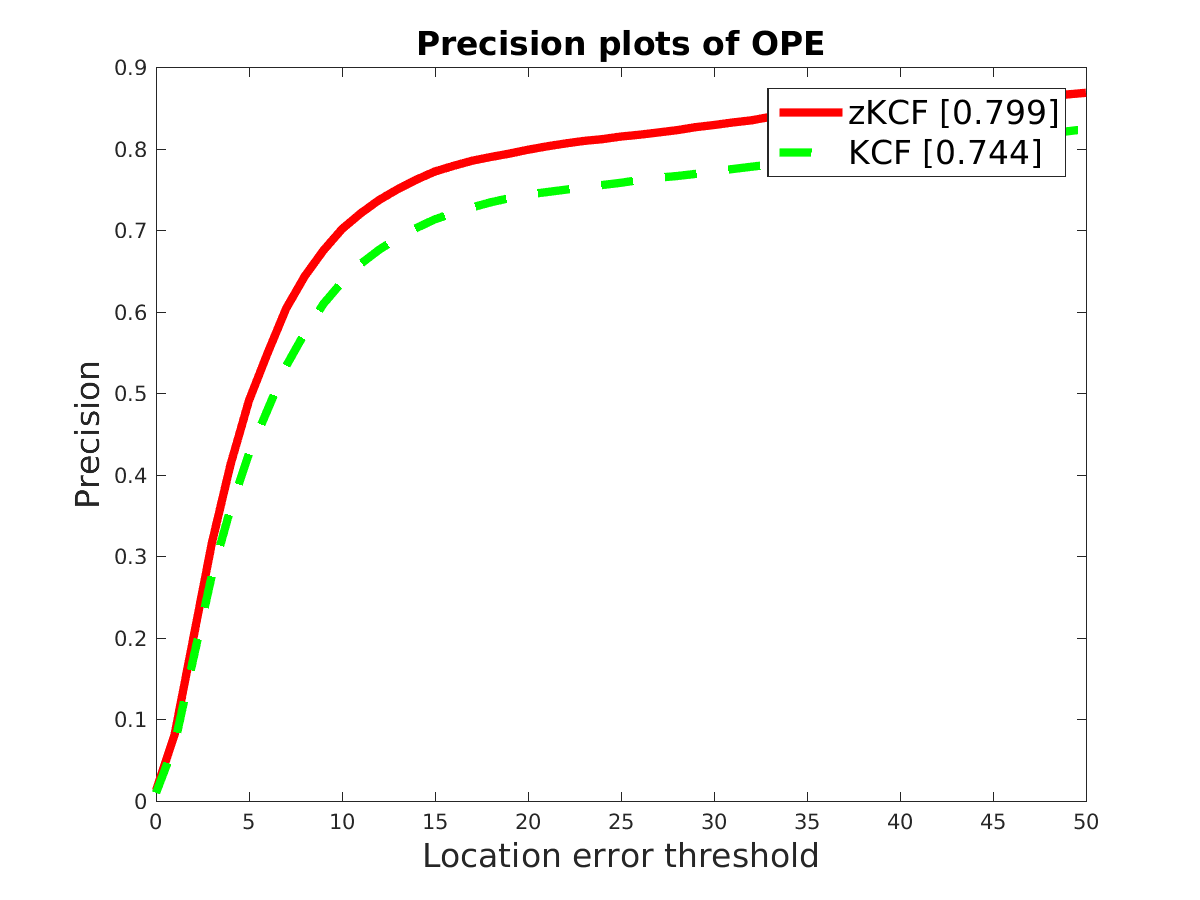 Precision plots of OPE
zKCF [0.799]
KCF [0.744]
Precision
0.9
0.8
0.7
0.6
0.5
0.4
0.3
0.2
0.1
0
0 5 10 15 20 25 30 35 40 45 50
Location error threshold